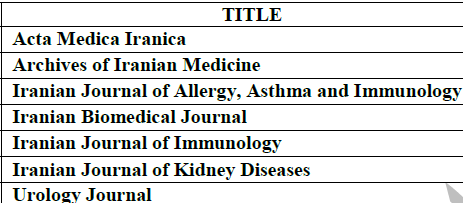 TITLE
Acta Medica Iranica
Archives of Iranian Medicine
Iranian Journal of Allergy, Asthma and Immunology
Iranian Biomedical Journal
Iranian Journal of Immunology
Iranian Journal of Kidney Diseases
Urology Journal